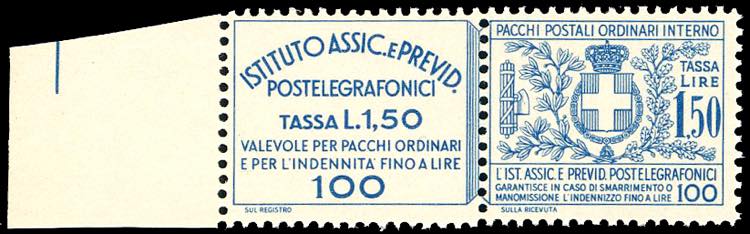 ISTITUTO ASSIC. E PREVID.
POSTELEGRAFONICI
TASSA L.1,50
VALEVOLE PER PACCHI ORDINARI
E PER L'INDENNITA' FINO A LIRE
100
SUL REGISTRO
PACCHI POSTALI ORDINARI INTERNO
TASSA
LIRE
1,50
L'IST. ASSIC. E PREVID. POSTELEGRAFONICI
GARANTISCE IN CASO DI SMARRIMENTO O
MANOMISSIONE L'INDENNIZZO FINO A LIRE 100
SULLA RICEVUTA